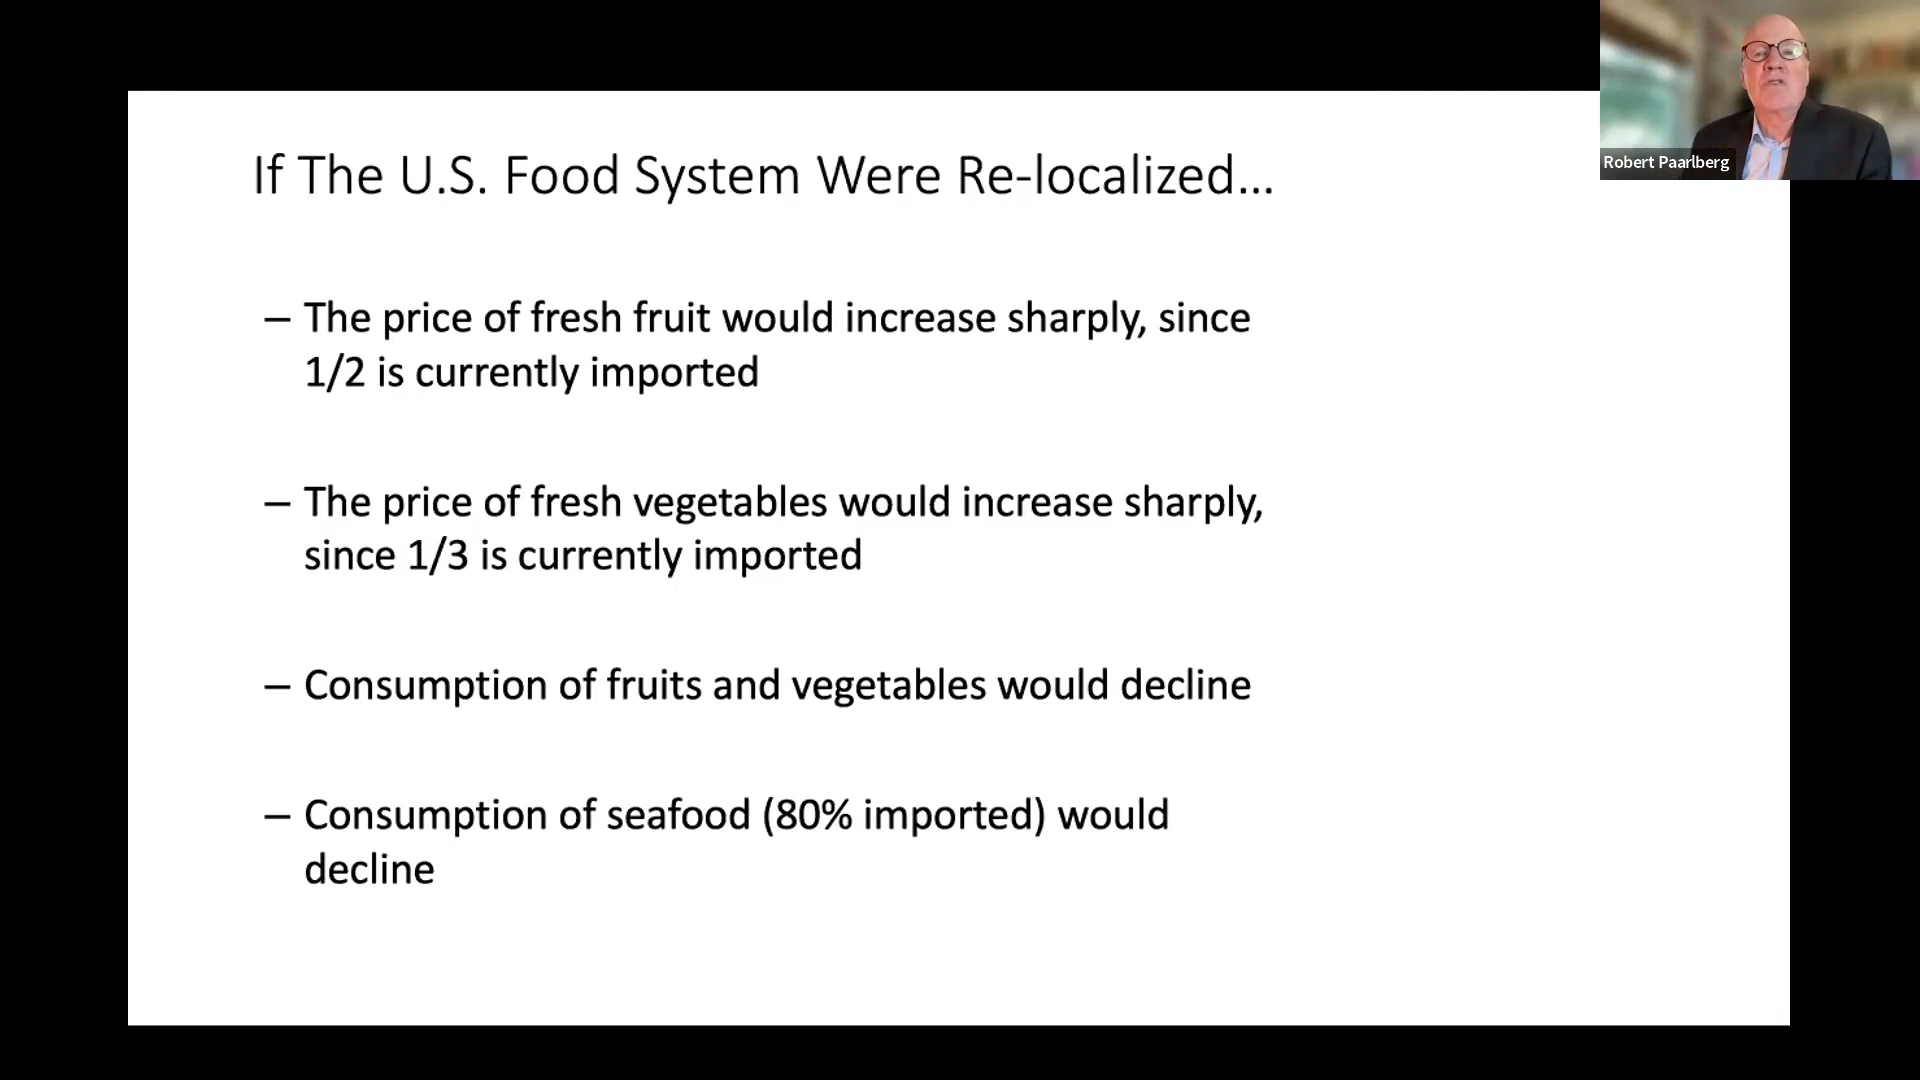 Robert Paarlberg
If The U.S. Food System Were Re-localized...
– The price of fresh fruit would increase sharply, since
1/2 is currently imported
– The price of fresh vegetables would increase sharply,
since 1/3 is currently imported
– Consumption of fruits and vegetables would decline
– Consumption of seafood (80% imported) would
decline